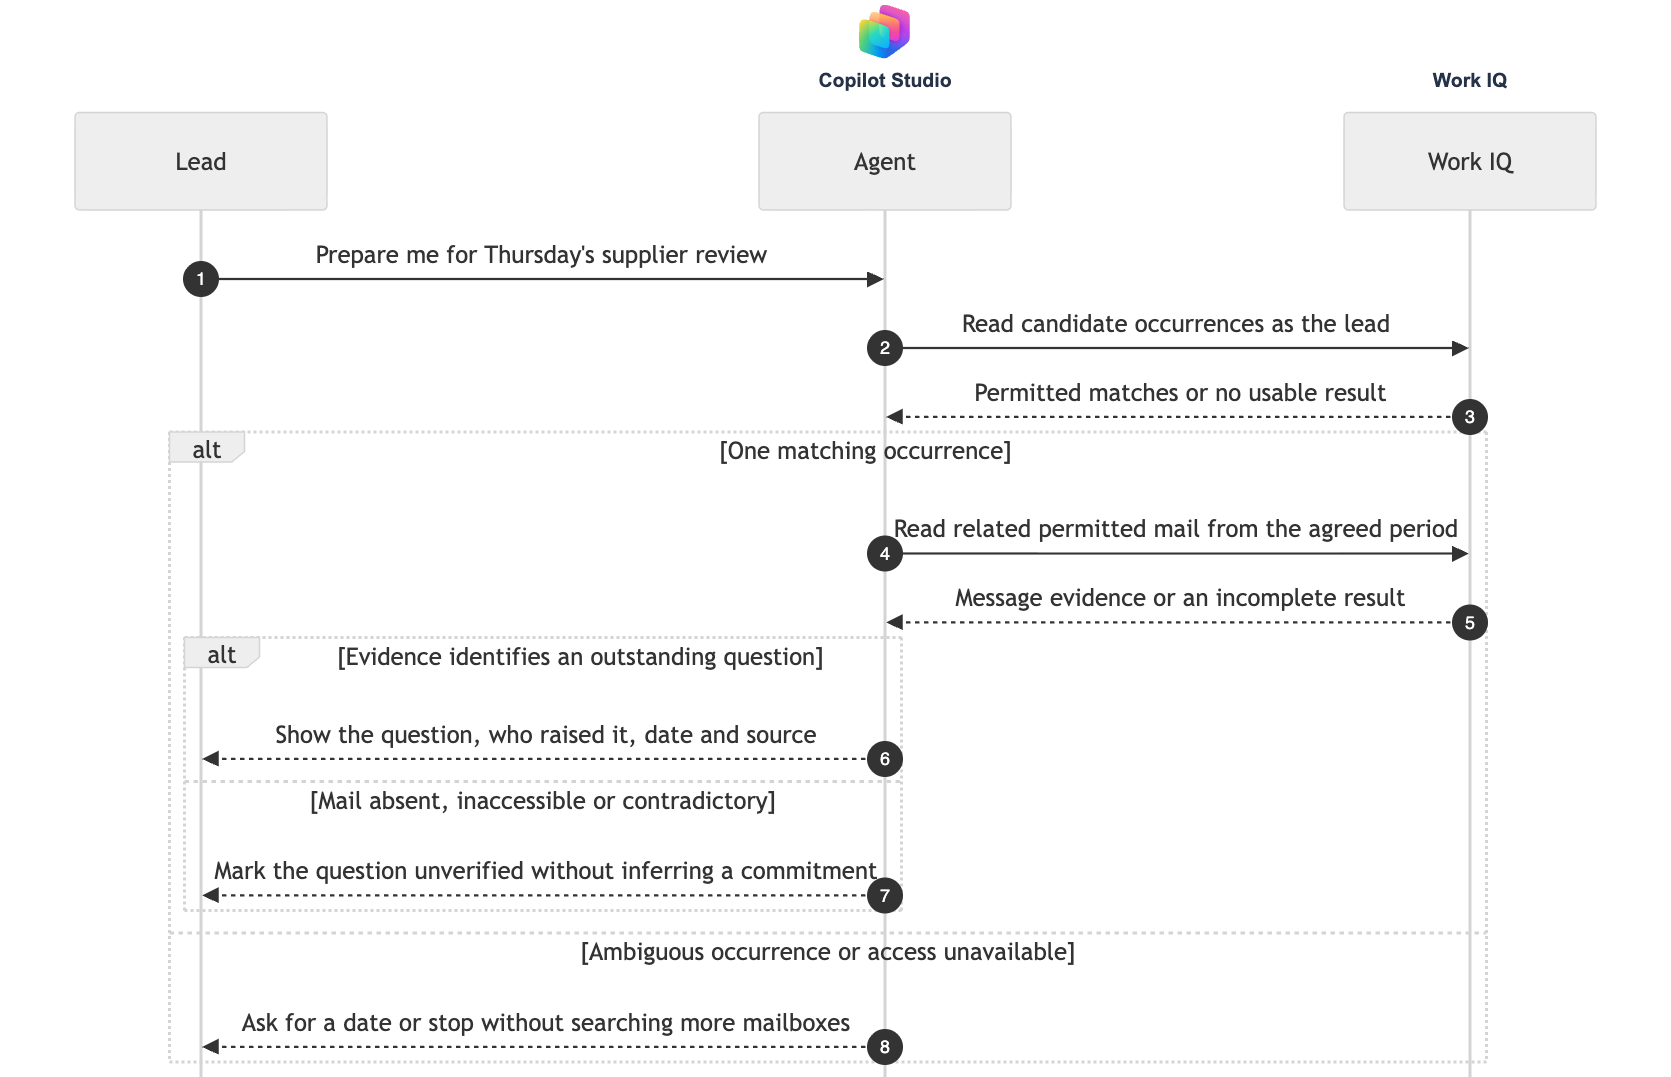 Copilot Studio
Work IQ
Lead
Agent
Work IQ
Prepare me for Thursday's supplier review
1
Read candidate occurrences as the lead
2
Permitted matches or no usable result
3
alt
[One matching occurrence]
Read related permitted mail from the agreed period
4
Message evidence or an incomplete result
5
alt
[Evidence identifies an outstanding question]
Show the question, who raised it, date and source
6
[Mail absent, inaccessible or contradictory]
Mark the question unverified without inferring a commitment
7
[Ambiguous occurrence or access unavailable]
Ask for a date or stop without searching more mailboxes
8